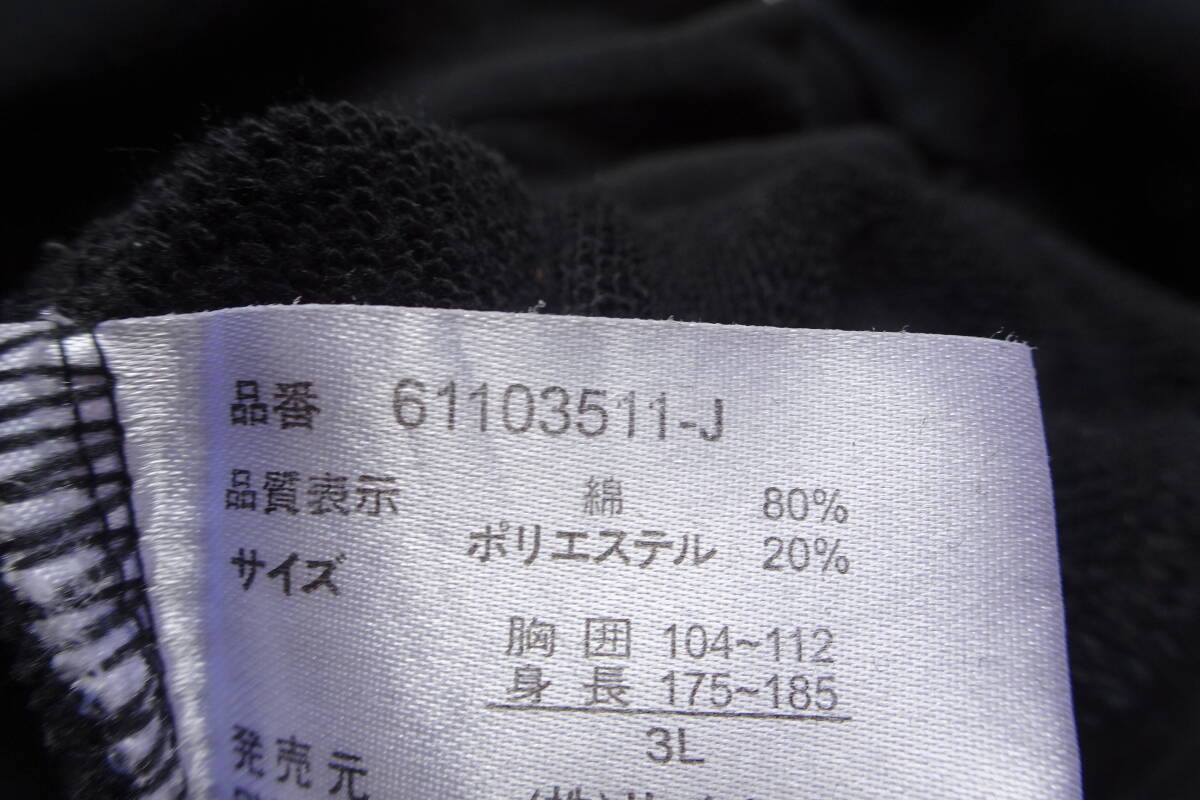 品番 61103511-J
品質表示 綿 80%
ポリエステル 20%
サイズ
胸囲 104~112
身長 175~185
3L
発売元